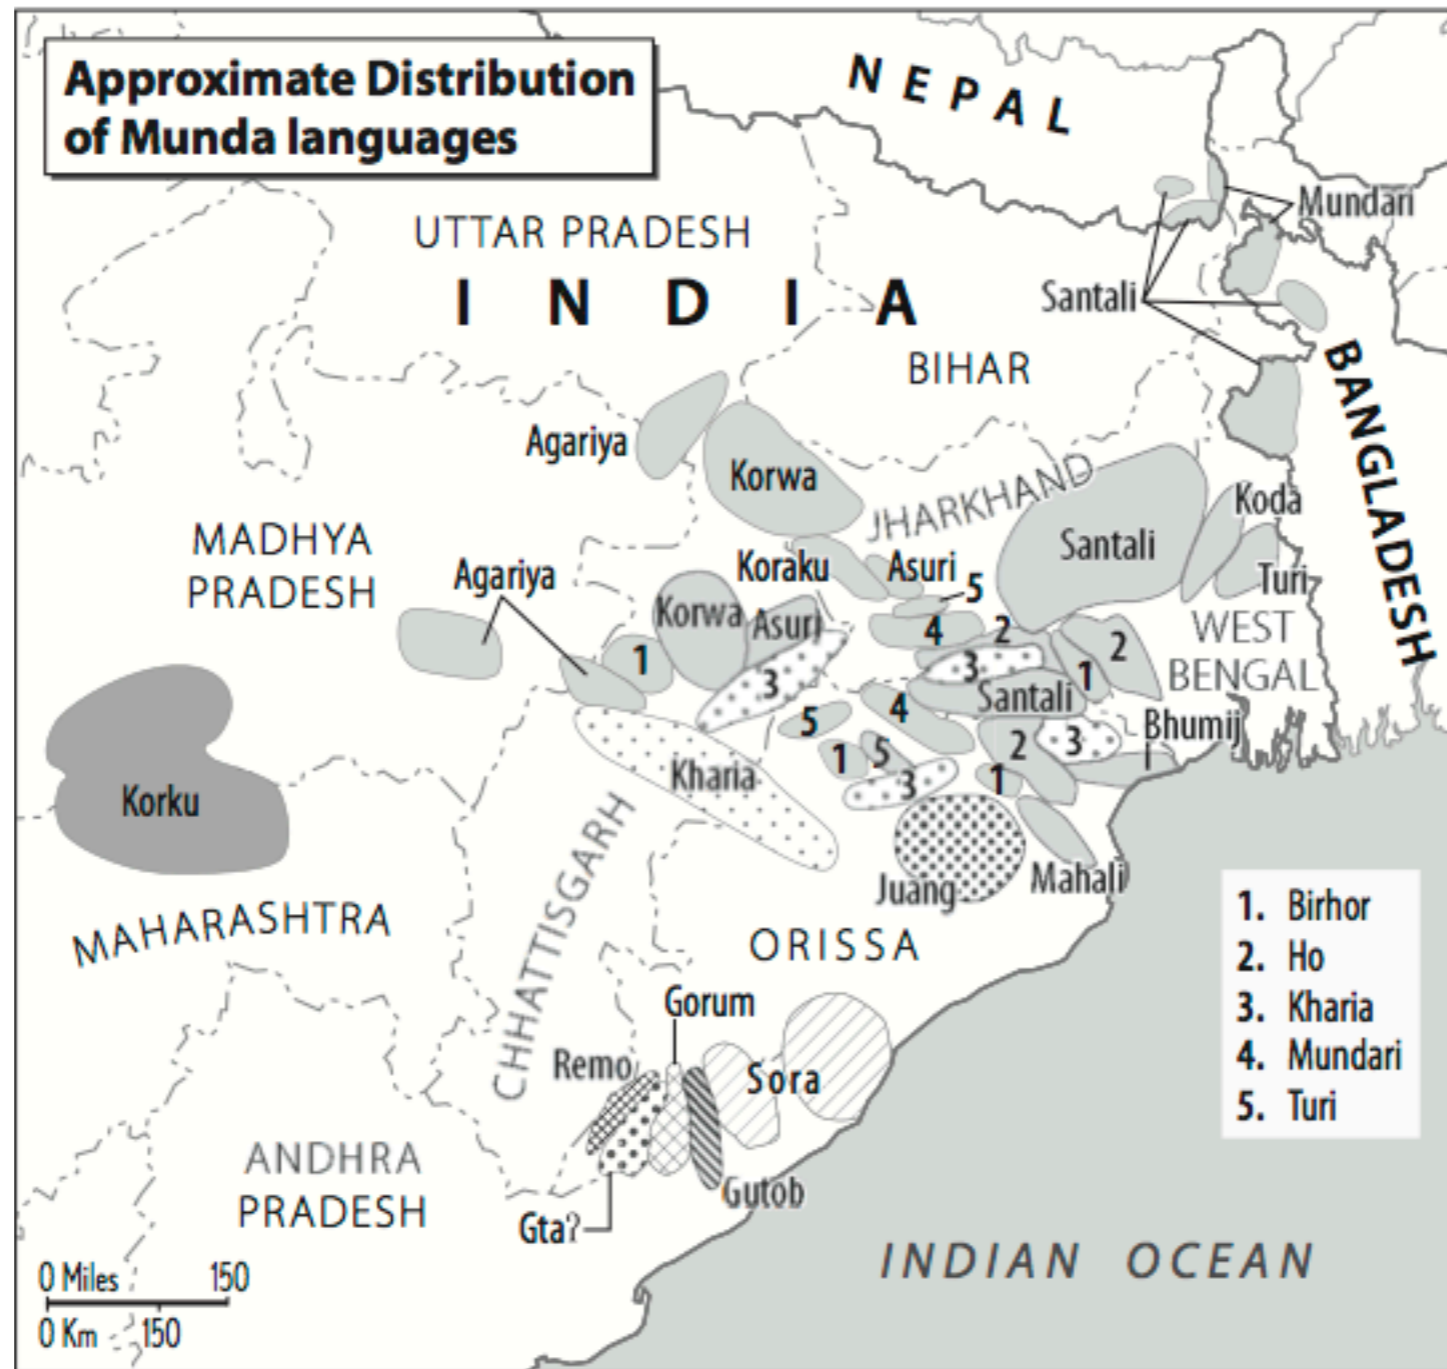 Approximate Distribution
of Munda languages
NEPAL
Mundari
UTTAR PRADESH
INDIA
Santali
BIHAR
BANGLADESH
Agariya
Korwa
JHARKHAND
Koda
Santali
MADHYA
PRADESH
Agariya
Koraku
Asuri
5
Turi
Korwa
Asuri
4
2
WEST
BENGAL
1
3
3
1
2
Santali
5
4
Bhumij
2
3
1
5
Kharia
3
1
Korku
Juang
Mahali
MAHARASHTRA
CHHATTISGARH
ORISSA
1. Birhor
2. Ho
3. Kharia
4. Mundari
5. Turi
Gorum
Remo
Sora
ANDHRA
PRADESH
Gutob
Gtaʔ
INDIAN OCEAN
0 Miles 150
0 Km 150